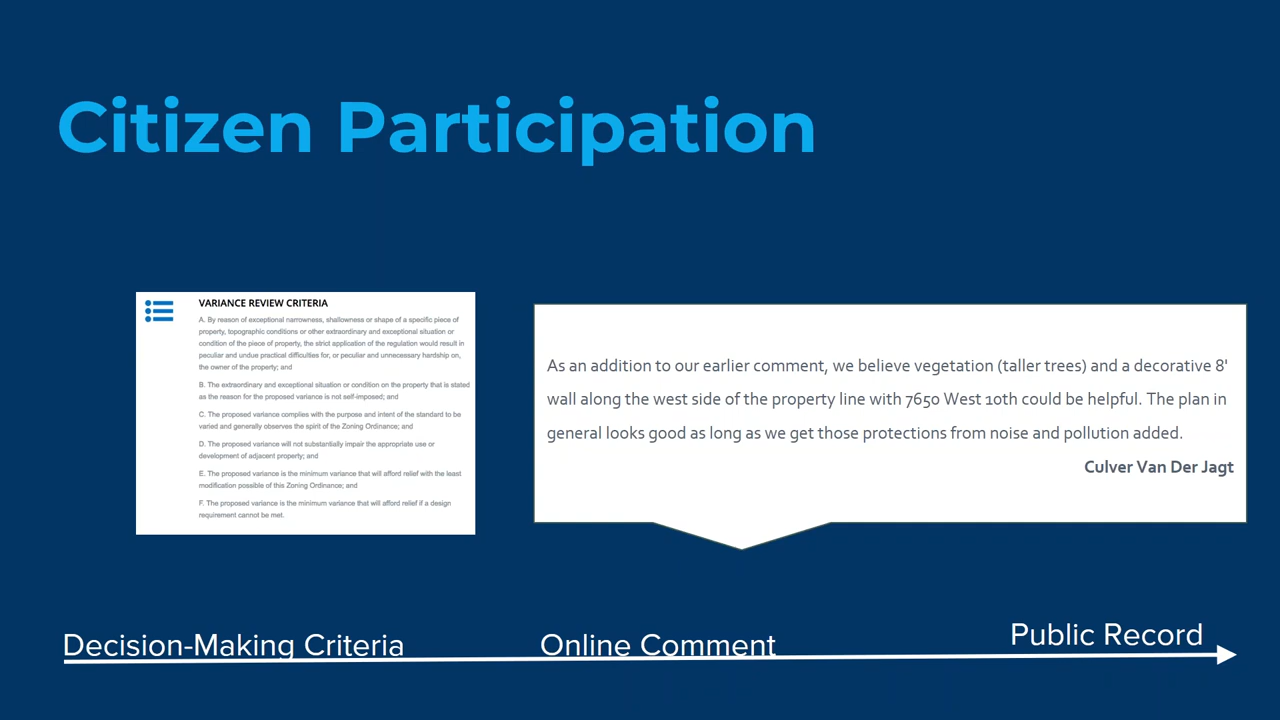 Citizen Participation
VARIANCE REVIEW CRITERIA
A. By reason of exceptional narrowness, shallowness or shape of a specific piece of
property, topographic conditions or other extraordinary and exceptional situation or
condition of the piece of property, the strict application of the regulation would result in
peculiar and undue practical difficulties for, or peculiar and unnecessary hardship on,
the owner of the property; and
B. The extraordinary and exceptional situation or condition on the property that is stated
as the reason for the proposed variance is not self-imposed; and
C. The proposed variance complies with the purpose and intent of the standard to be
varied and generally observes the spirit of the Zoning Ordinance; and
D. The proposed variance will not substantially impair the appropriate use or
development of adjacent property; and
E. The proposed variance is the minimum variance that will afford relief with the least
modification possible of this Zoning Ordinance; and
F. The proposed variance is the minimum variance that will afford relief if a design
requirement cannot be met.
As an addition to our earlier comment, we believe vegetation (taller trees) and a decorative 8'
wall along the west side of the property line with 7650 West 10th could be helpful. The plan in
general looks good as long as we get those protections from noise and pollution added.
Culver Van Der Jagt
Decision-Making Criteria
Online Comment
Public Record